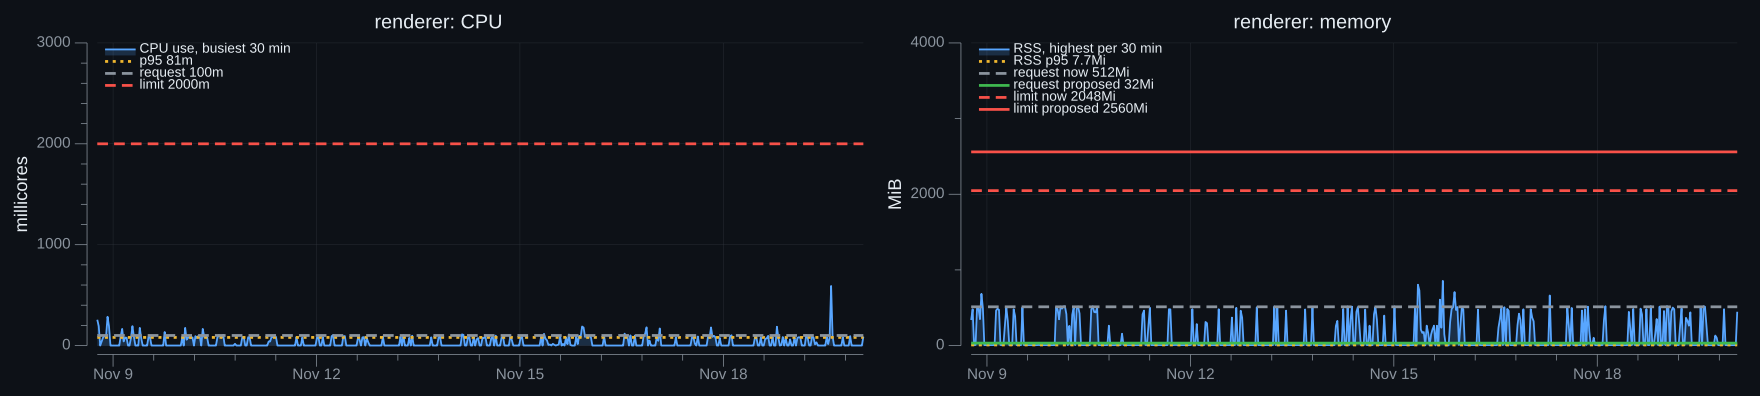 renderer: CPU
3000
2000
1000
0
millicores
CPU use, busiest 30 min
p95 81m
request 100m
limit 2000m
Nov 9
Nov 12
Nov 15
Nov 18
renderer: memory
4000
2000
0
MiB
RSS, highest per 30 min
RSS p95 7.7Mi
request now 512Mi
request proposed 32Mi
limit now 2048Mi
limit proposed 2560Mi
Nov 9
Nov 12
Nov 15
Nov 18